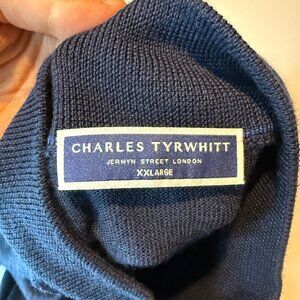 CHARLES TYRWHITT
JERMYN STREET LONDON
XXLARGE